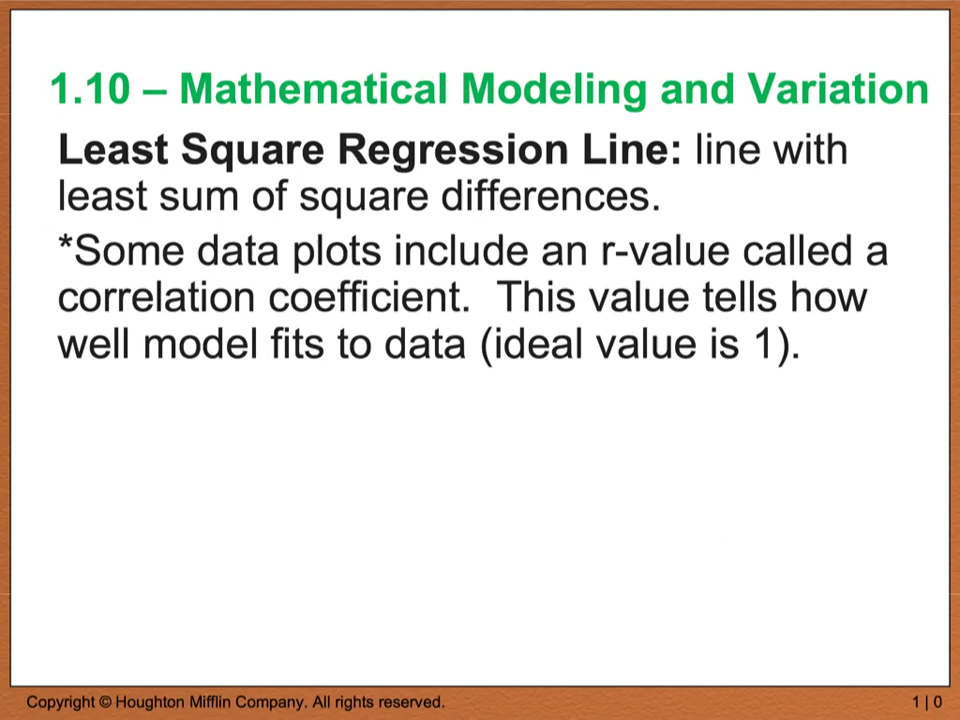 1.10 – Mathematical Modeling and Variation
Least Square Regression Line: line with
least sum of square differences.
*Some data plots include an r-value called a
correlation coefficient.  This value tells how
well model fits to data (ideal value is 1).
Copyright © Houghton Mifflin Company. All rights reserved.
1 | 0